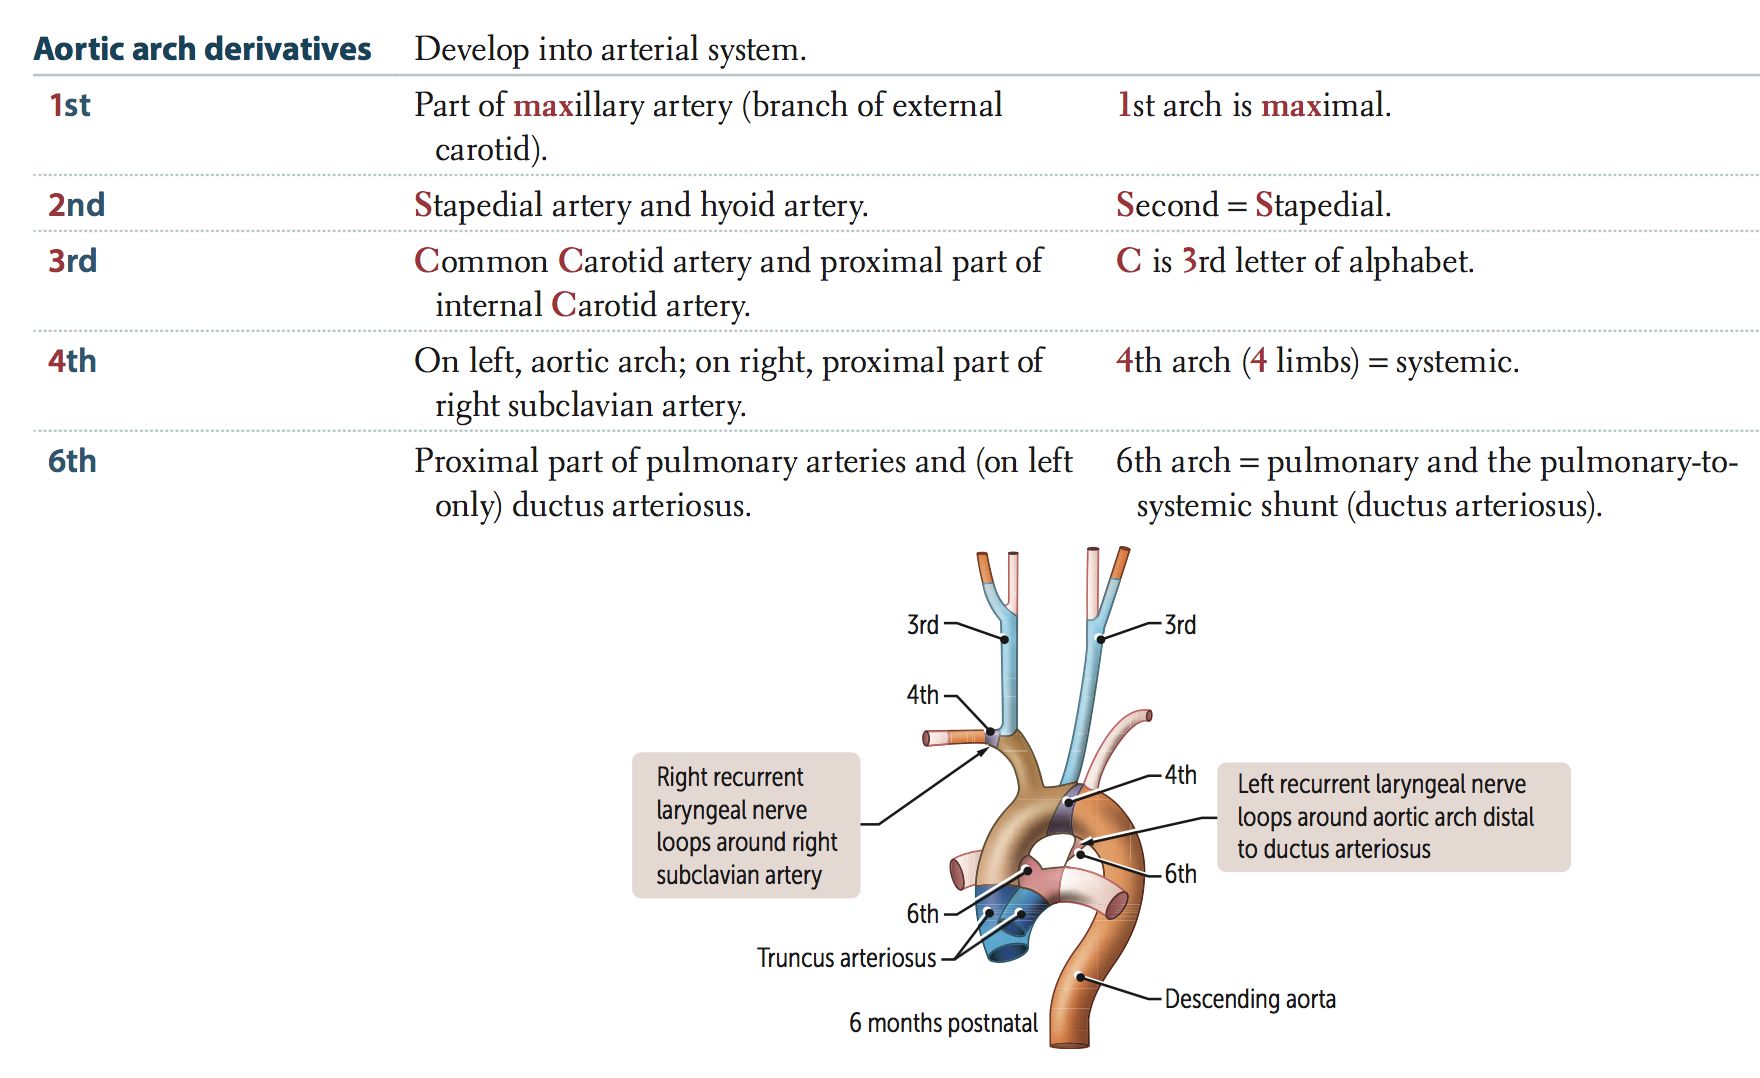 Aortic arch derivatives Develop into arterial system.
1st Part of maxillary artery (branch of external 1st arch is maximal.
carotid).
2nd Stapedial artery and hyoid artery. Second = Stapedial.
3rd Common Carotid artery and proximal part of C is 3rd letter of alphabet.
internal Carotid artery.
4th On left, aortic arch; on right, proximal part of 4th arch (4 limbs) = systemic.
right subclavian artery.
6th Proximal part of pulmonary arteries and (on left 6th arch = pulmonary and the pulmonary-to-
only) ductus arteriosus. systemic shunt (ductus arteriosus).
3rd
3rd
4th
Right recurrent
laryngeal nerve
loops around right
subclavian artery
4th
Left recurrent laryngeal nerve
loops around aortic arch distal
to ductus arteriosus
6th
6th
Truncus arteriosus
Descending aorta
6 months postnatal